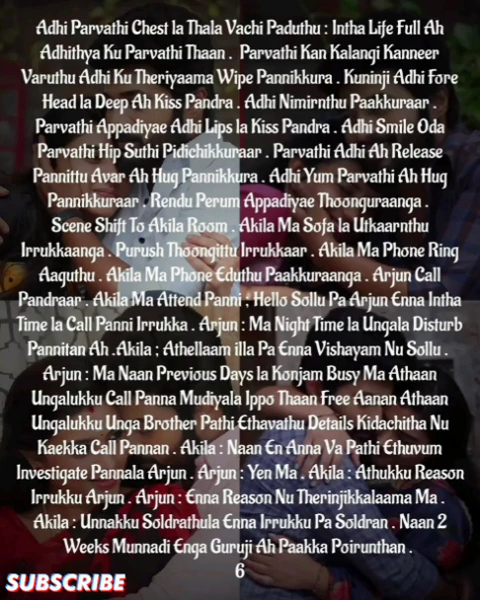 Adhi Parvathi Chest la Thala Vachi Paduthu : Intha Life Full Ah
Adhithya Ku Parvathi Thaan . Parvathi Kan Kalangi Kanneer
Varuthu Adhi Ku Theriyaama Wipe Pannikkura . Kuninji Adhi Fore
Head la Deep Ah Kiss Pandra . Adhi Nimirnthu Paakkuraar .
Parvathi Appadiyae Adhi Lips la Kiss Pandra . Adhi Smile Oda
Parvathi Hip Suthi Pidichikkuraar . Parvathi Adhi Ah Release
Pannittu Avar Ah Hug Pannikkura . Adhi Yum Parvathi Ah Hug
Pannikkuraar . Rendu Perum Appadiyae Thoonguraanga .
Scene Shift To Akila Room . Akila Ma Sofa la Utkaarnthu
Irrukkaanga . Purush Thoongittu Irrukkaar . Akila Ma Phone Ring
Aaguthu . Akila Ma Phone Eduthu Paakkuraanga . Arjun Call
Pandraar . Akila Ma Attend Panni ; Hello Sollu Pa Arjun Enna Intha
Time la Call Panni Irrukka . Arjun : Ma Night Time la Ungala Disturb
Pannitan Ah .Akila ; Athellaam illa Pa Enna Vishayam Nu Sollu .
Arjun : Ma Naan Previous Days la Konjam Busy Ma Athaan
Ungalukku Call Panna Mudiyala Ippo Thaan Free Aanan Athaan
Ungalukku Unga Brother Pathi Ethavathu Details Kidachitha Nu
Kaekka Call Pannan . Akila : Naan En Anna Va Pathi Ethuvum
Investigate Pannala Arjun . Arjun : Yen Ma . Akila : Athukku Reason
Irrukku Arjun . Arjun : Enna Reason Nu Therinjikkalaama Ma .
Akila : Unnakku Soldrathula Enna Irrukku Pa Soldran . Naan 2
Weeks Munnadi Enga Guruji Ah Paakka Poirunthan .
6
SUBSCRIBE